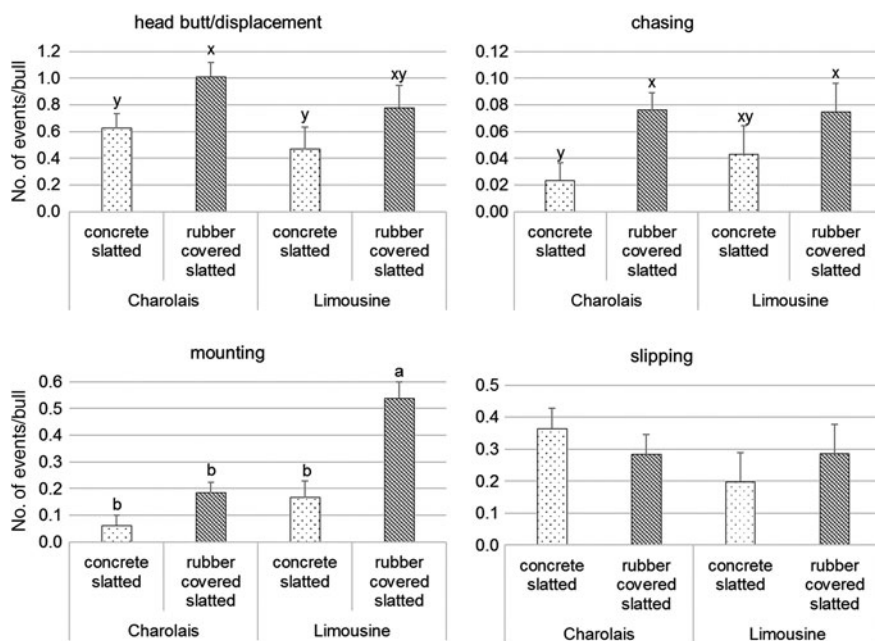 head butt/displacement
No. of events/bull
1.2
1.0
0.8
0.6
0.4
0.2
0.0
y
x
y
xy
concrete
slatted
rubber
covered
slatted
concrete
slatted
rubber
covered
slatted
Charolais
Limousine
chasing
0.12
0.10
0.08
0.06
0.04
0.02
0.00
y
x
xy
x
concrete
slatted
rubber
covered
slatted
concrete
slatted
rubber
covered
slatted
Charolais
Limousine
mounting
No. of events/bull
0.6
0.5
0.4
0.3
0.2
0.1
0.0
b
b
b
a
concrete
slatted
rubber
covered
slatted
concrete
slatted
rubber
covered
slatted
Charolais
Limousine
slipping
0.5
0.4
0.3
0.2
0.1
0.0
concrete
slatted
rubber
covered
slatted
concrete
slatted
rubber
covered
slatted
Charolais
Limousine